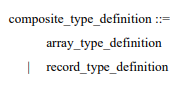 composite_type_definition ::=
array_type_definition
| record_type_definition